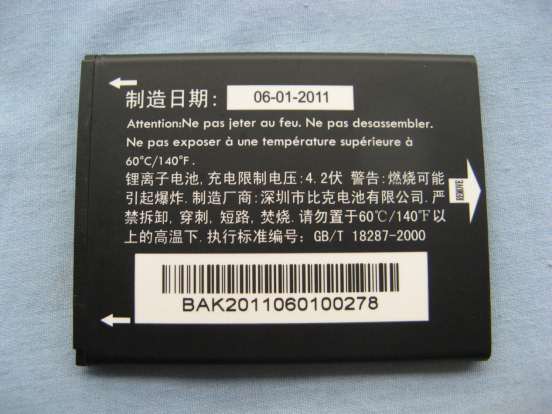 制造日期: 06-01-2011
Attention:Ne pas jeter au feu. Ne pas desassembler.
Ne pas exposer à une température supérieure à
60°C/140°F.
锂离子电池, 充电限制电压: 4.2伏 警告: 燃烧可能
引起爆炸. 制造厂商: 深圳市比克电池有限公司. 严
禁拆卸, 穿刺, 短路, 焚烧. 请勿置于60℃/140℉以
上的高温下. 执行标准编号: GB/T 18287-2000
REMOVE
BAK2011060100278